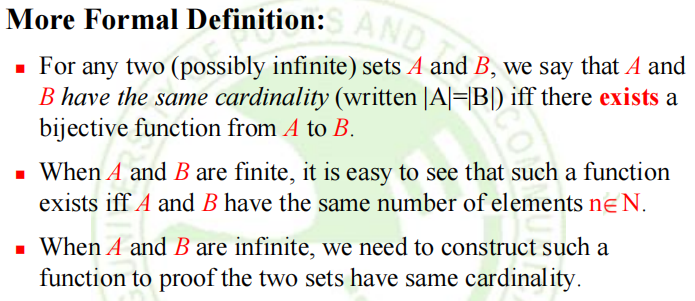 More Formal Definition:
▪ For any two (possibly infinite) sets A and B, we say that A and
B have the same cardinality (written |A|=|B|) iff there exists a
bijective function from A to B.
▪ When A and B are finite, it is easy to see that such a function
exists iff A and B have the same number of elements n∈N.
▪ When A and B are infinite, we need to construct such a
function to proof the two sets have same cardinality.